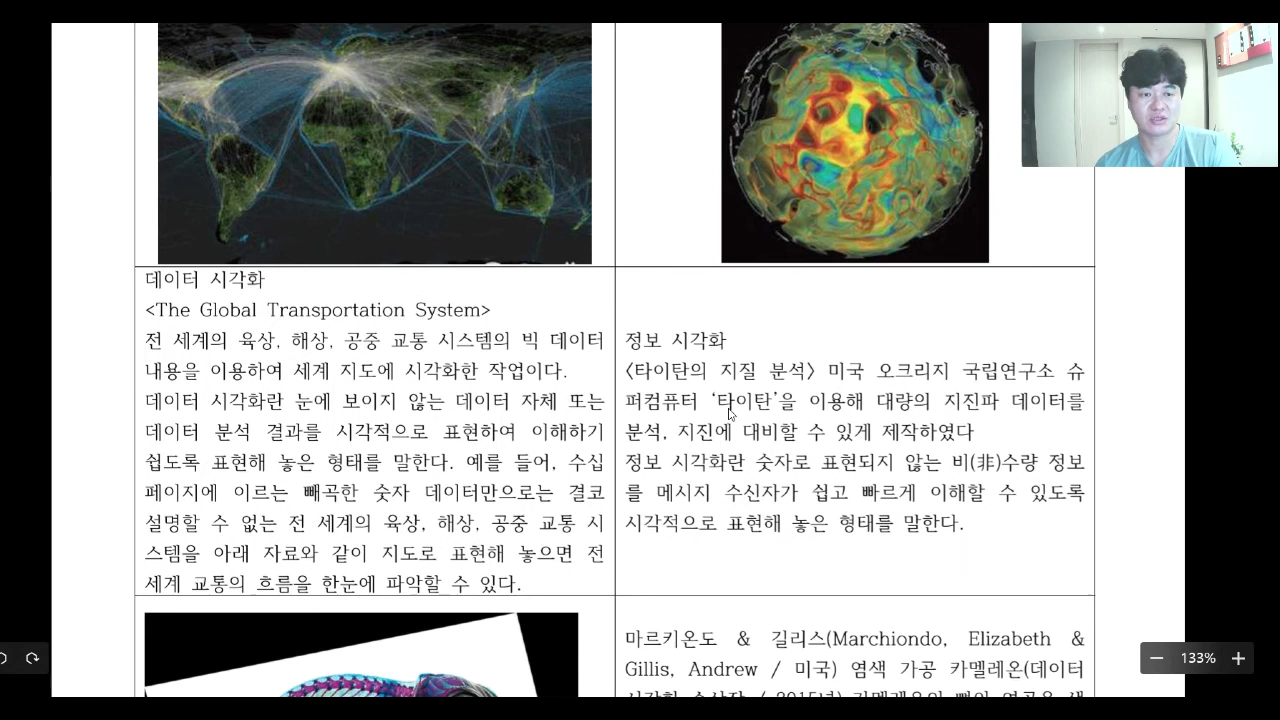 데이터 시각화
<The Global Transportation System>
전 세계의 육상, 해상, 공중 교통 시스템의 빅 데이터
내용을 이용하여 세계 지도에 시각화한 작업이다.
데이터 시각화란 눈에 보이지 않는 데이터 자체 또는
데이터 분석 결과를 시각적으로 표현하여 이해하기
쉽도록 표현해 놓은 형태를 말한다. 예를 들어, 수십
페이지에 이르는 빼곡한 숫자 데이터만으로는 결코
설명할 수 없는 전 세계의 육상, 해상, 공중 교통 시
스템을 아래 자료와 같이 지도로 표현해 놓으면 전
세계 교통의 흐름을 한눈에 파악할 수 있다.
정보 시각화
<타이탄의 지질 분석> 미국 오크리지 국립연구소 슈
퍼컴퓨터 ‘타이탄’을 이용해 대량의 지진파 데이터를
분석, 지진에 대비할 수 있게 제작하였다
정보 시각화란 숫자로 표현되지 않는 비(非)수량 정보
를 메시지 수신자가 쉽고 빠르게 이해할 수 있도록
시각적으로 표현해 놓은 형태를 말한다.
마르키온도 & 길리스(Marchiondo, Elizabeth &
Gillis, Andrew / 미국) 염색 가공 카멜레온(데이터
133%